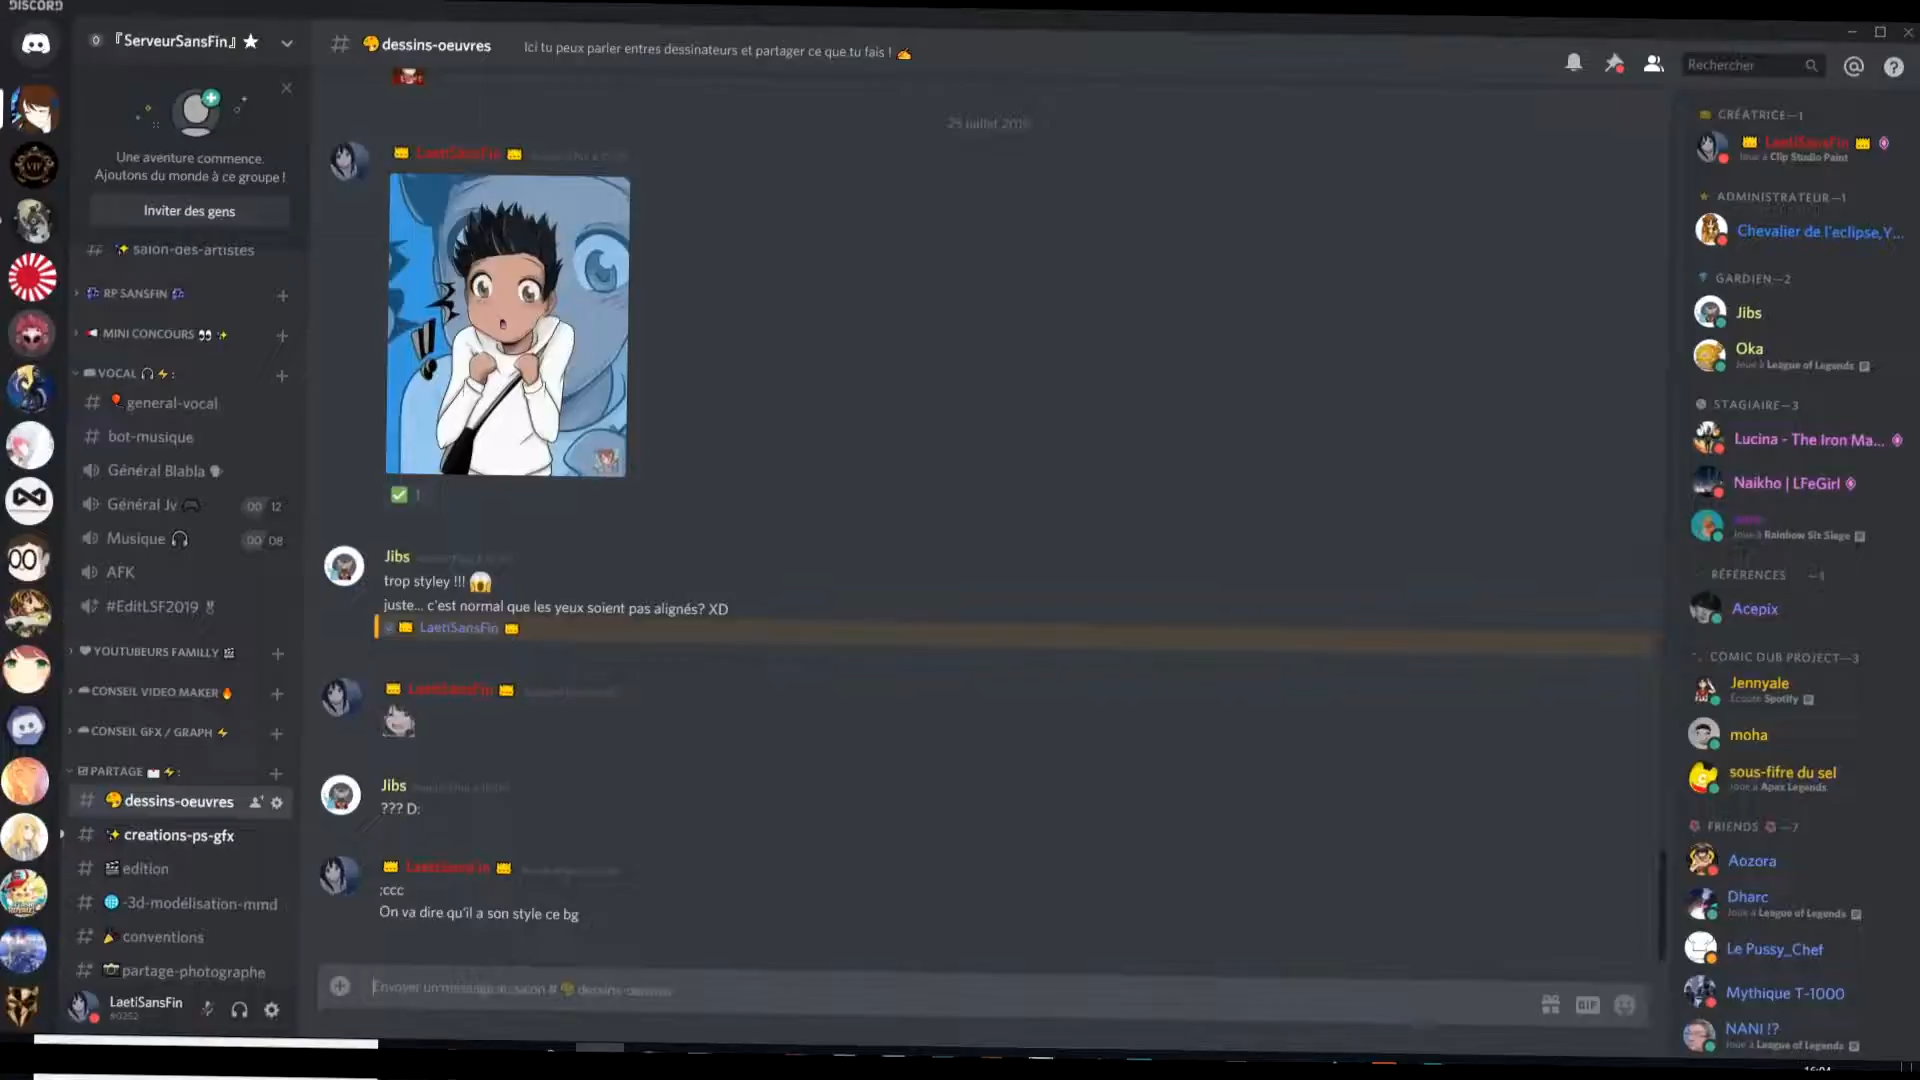 DISCORD
『ServeurSansFin』★
dessins-oeuvres
Ici tu peux parler entres dessinateurs et partager ce que tu fais !
Rechercher
Une aventure commence.
Ajoutons du monde à ce groupe !
Inviter des gens
salon-des-artistes
RP SANSFIN
MINI CONCOURS
VOCAL
general-vocal
bot-musique
Général Blabla
Général Jv
00 12
Musique
00 08
AFK
#EditLSF2019
YOUTUBEURS FAMILLY
CONSEIL VIDEO MAKER
CONSEIL GFX / GRAPH
PARTAGE
dessins-oeuvres
creations-ps-gfx
edition
-3d-modélisation-mmd
conventions
partage-photographe
LaetiSansFin
#0252
LaetiSansFin
1
Jibs
trop styley !!!
juste... c'est normal que les yeux soient pas alignés? XD
@ LaetiSansFin
LaetiSansFin
Jibs
??? D:
LaetiSansFin
;ccc
On va dire qu'il a son style ce bg
Envoyer un message au salon # dessins-oeuvres
GIF
CRÉATRICE—1
LaetiSansFin
Joue à Clip Studio Paint
ADMINISTRATEUR—1
Chevalier de l'eclipse,Y...
GARDIEN—2
Jibs
Oka
Joue à League of Legends
STAGIAIRE—3
Lucina - The Iron Ma...
Naikho | LFeGirl
Joue à Rainbow Six Siege
RÉFÉRENCES —1
Acepix
COMIC DUB PROJECT—3
Jennyale
Écoute Spotify
moha
sous-fifre du sel
Joue à Apex Legends
FRIENDS —7
Aozora
Dharc
Joue à League of Legends
Le Pussy_Chef
Mythique T-1000
NANI !?
Joue à League of Legends